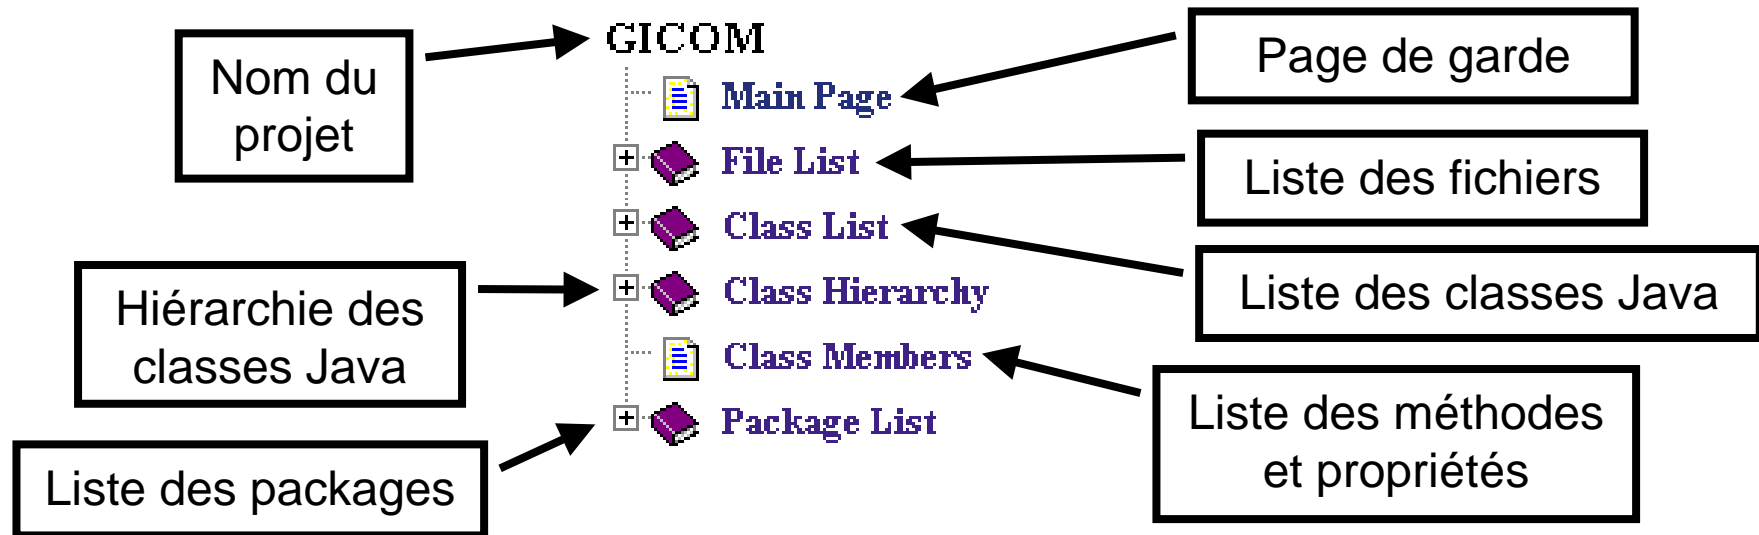 GICOM
Nom du
projet
Page de garde
Main Page
File List
Liste des fichiers
Class List
Liste des classes Java
Hiérarchie des
classes Java
Class Hierarchy
Class Members
Liste des méthodes
et propriétés
Package List
Liste des packages